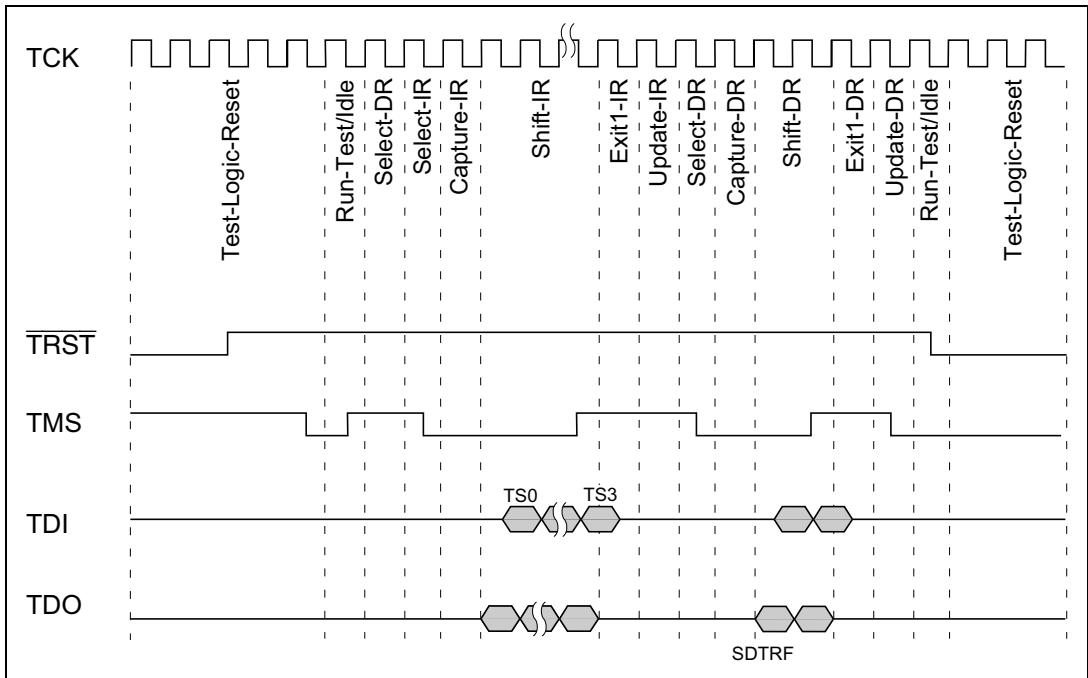 TCK
Test-Logic-Reset
Run-Test/Idle
Select-DR
Select-IR
Capture-IR
Shift-IR
Exit1-IR
Update-IR
Select-DR
Capture-DR
Shift-DR
Exit1-DR
Update-DR
Run-Test/Idle
Test-Logic-Reset
TRST
TMS
TS0 TS3
TDI
TDO
SDTRF